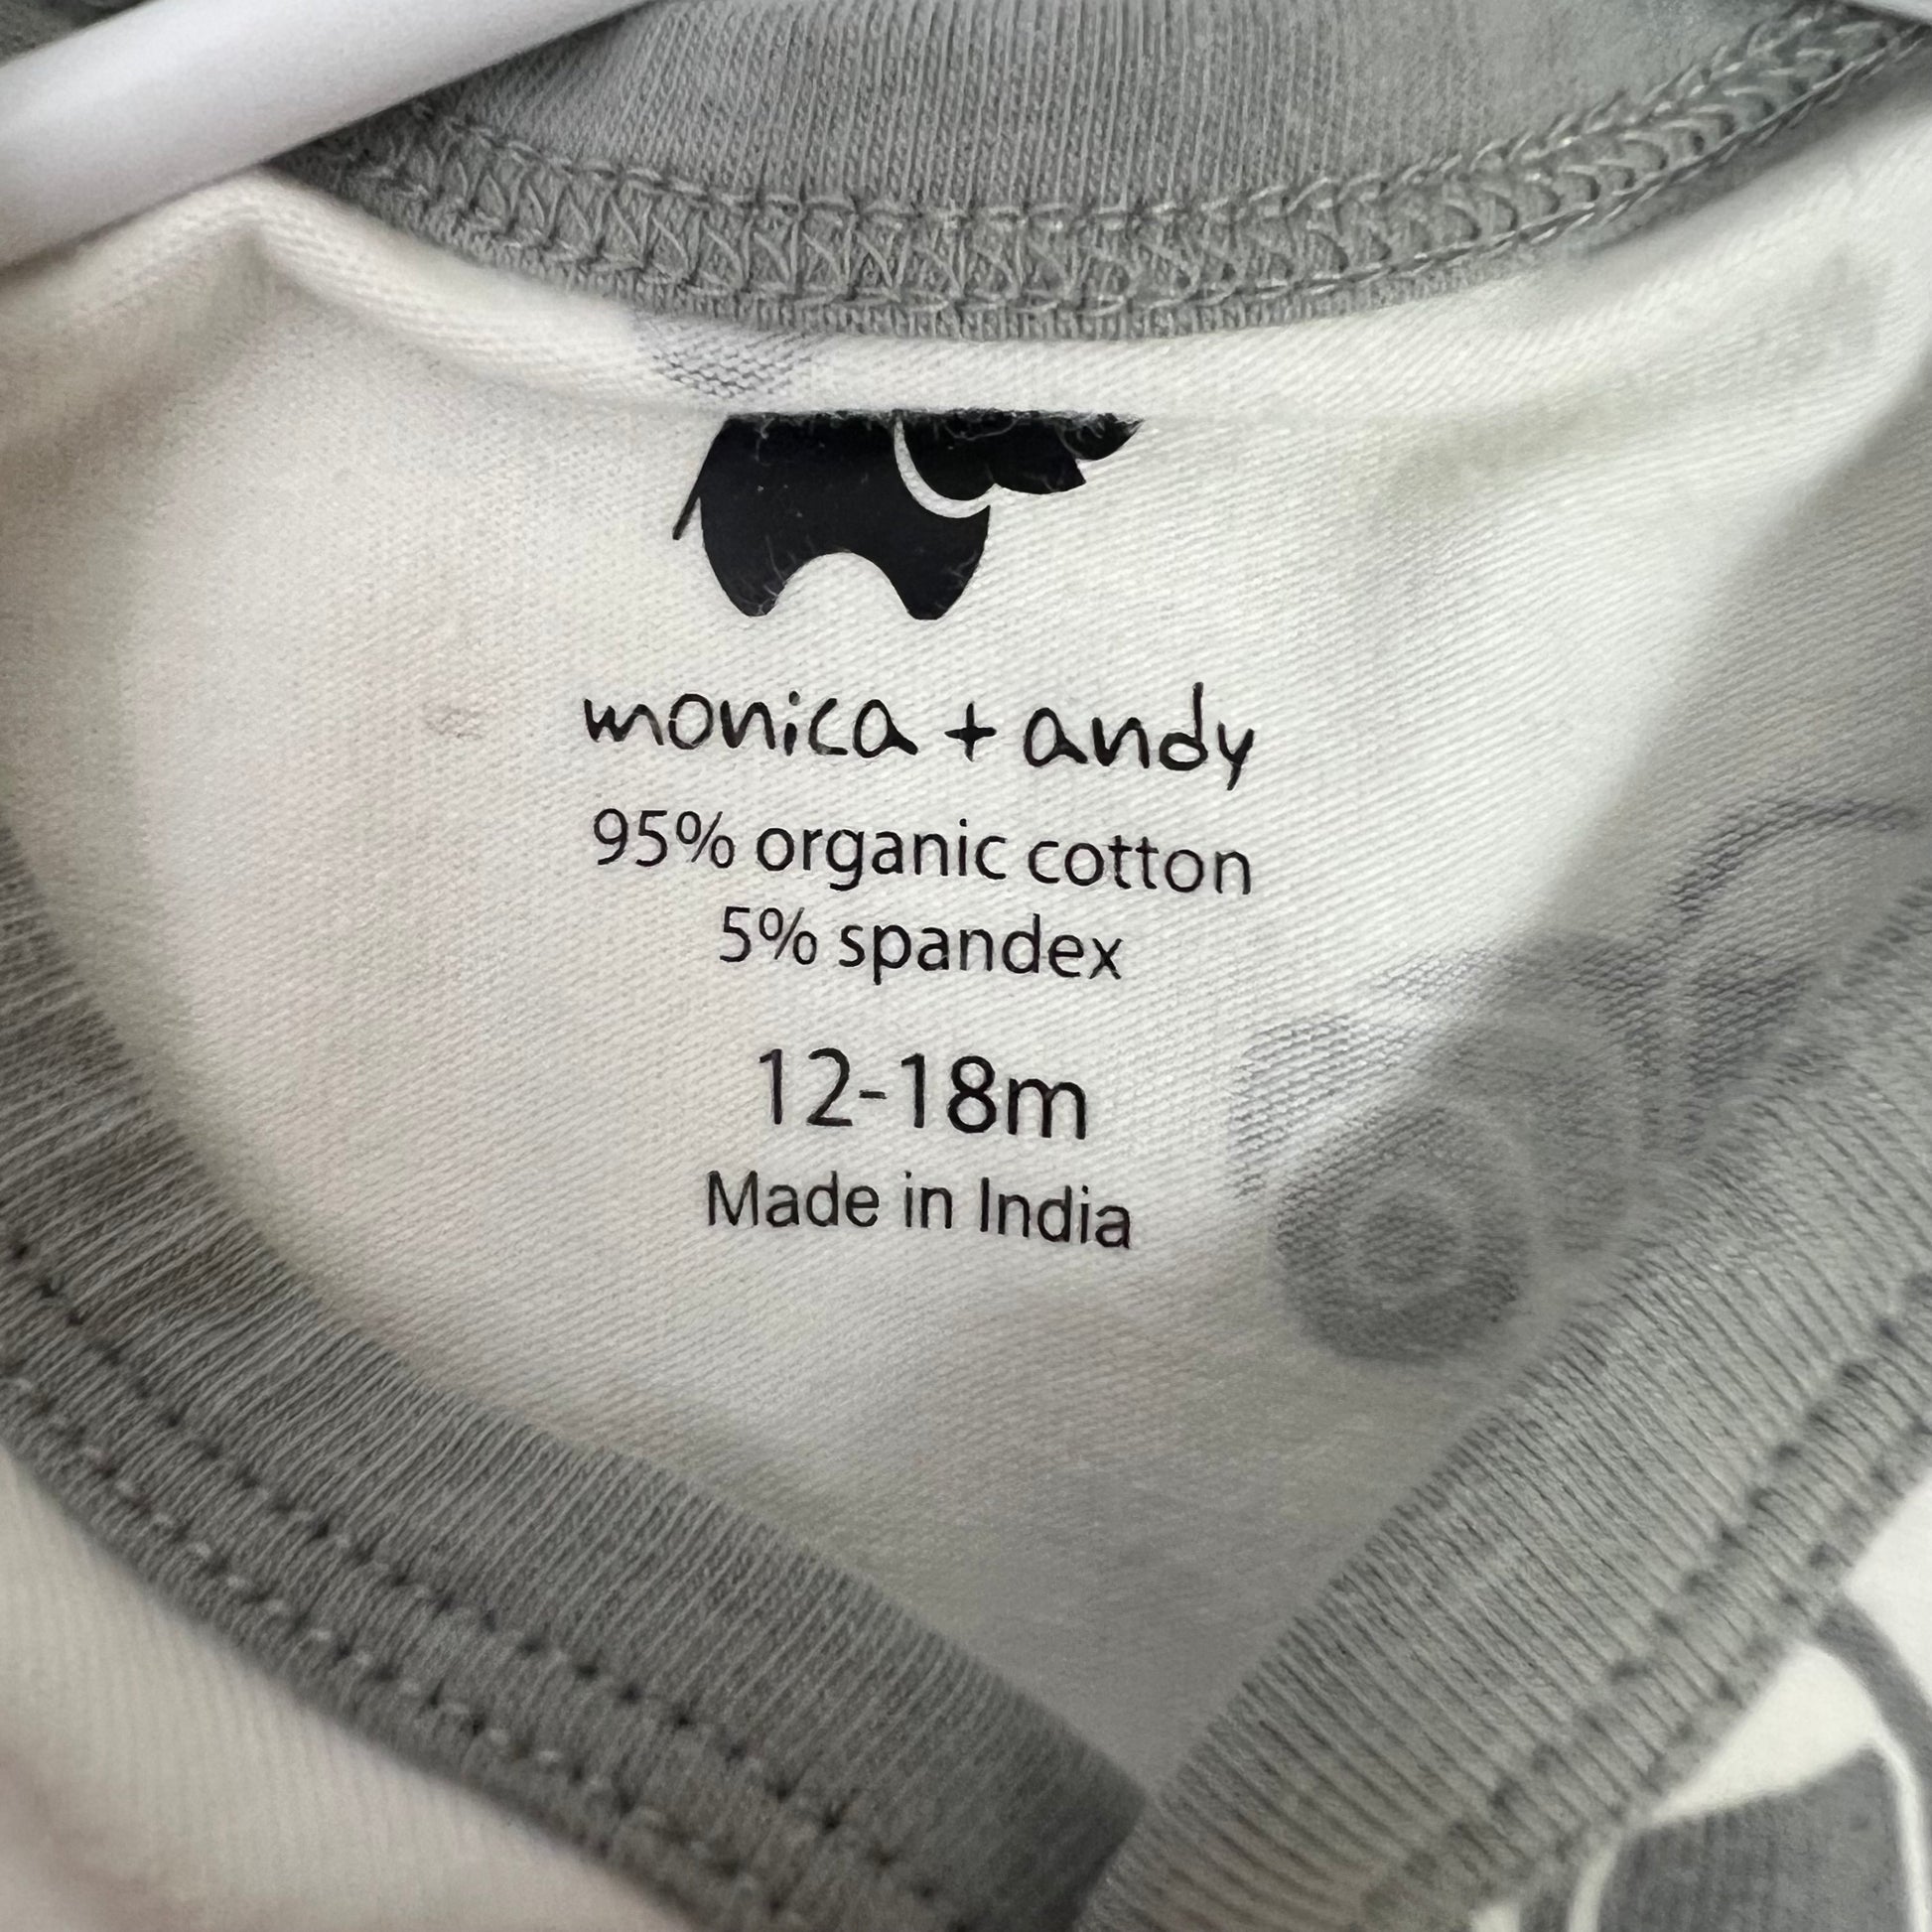 monica + andy
95% organic cotton
5% spandex
12-18m
Made in India